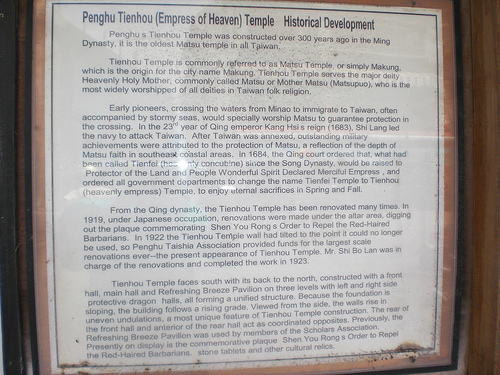 Penghu Tienhou (Empress of Heaven) Temple Historical Development
Penghu s Tienhou Temple was constructed over 300 years ago in the Ming
Dynasty, it is the oldest Matsu temple in all Taiwan.
Tienhou Temple is commonly referred to as Matsu Temple, or simply Makung,
which is the origin for the city name Makung. Tienhou Temple serves the major deity
Heavenly Holy Mother, commonly called Matsu or Mother Matsu (Matsupuo), who is the
most widely worshipped of all deities in Taiwan folk religion.
Early pioneers, crossing the waters from Minao to immigrate to Taiwan, often
accompanied by stormy seas, would specially worship Matsu to guarantee protection in
the crossing. In the 23rd year of Qing emperor Kang Hsi s reign (1683), Shi Lang led
the navy to attack Taiwan. After Taiwan was annexed, outstanding military
achievements were attributed to the protection of Matsu, a reflection of the depth of
Matsu faith in southeast coastal areas. In 1684, the Qing court ordered that, what had
been called Tienfei ( concubine) since the Song Dynasty, would be raised to
Protector of the Land and People Wonderful Spirit Declared Merciful Empress , and
ordered all government departments to change the name Tienfei Temple to Tienhou
(heavenly empress) Temple, to enjoy eternal sacrifices in Spring and Fall.
From the Qing dynasty, the Tienhou Temple has been renovated many times. In
1919, under Japanese occupation, renovations were made under the altar area, digging
out the plaque commemorating Shen You Rong s Order to Repel the Red-Haired
Barbarians. In 1922 the Tienhou Temple wall had tilted to the point it could no longer
be used, so Penghu Taishia Association provided funds for the largest scale
renovations ever--the present appearance of Tienhou Temple. Mr. Shi Bo Lan was in
charge of the renovations and completed the work in 1923.
Tienhou Temple faces south with its back to the north, constructed with a front
hall, main hall and Refreshing Breeze Pavilion on three levels with left and right side
protective dragon halls, all forming a unified structure. Because the foundation is
sloping, the building follows a rising grade. Viewed from the side, the walls rise in
uneven undulations, a most unique feature of Tienhou Temple construction. The rear of
the front hall and anterior of the rear hall act as coordinated opposites. Previously, the
Refreshing Breeze Pavilion was used by members of the Scholars Association.
Presently on display is the commemorative plaque Shen You Rong s Order to Repel
the Red-Haired Barbarians, stone tablets and other cultural relics.